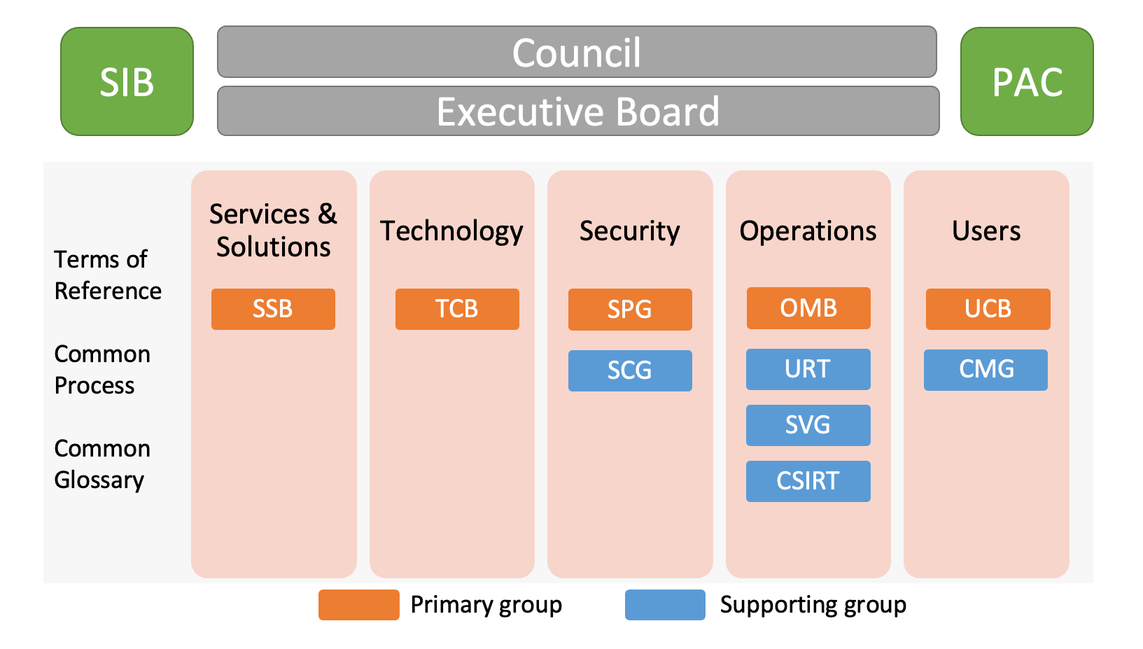 SIB
Council
Executive Board
PAC
Terms of
Reference
Common
Process
Common
Glossary
Services &
Solutions
SSB
Technology
TCB
Security
SPG
SCG
Operations
OMB
URT
SVG
CSIRT
Users
UCB
CMG
Primary group
Supporting group